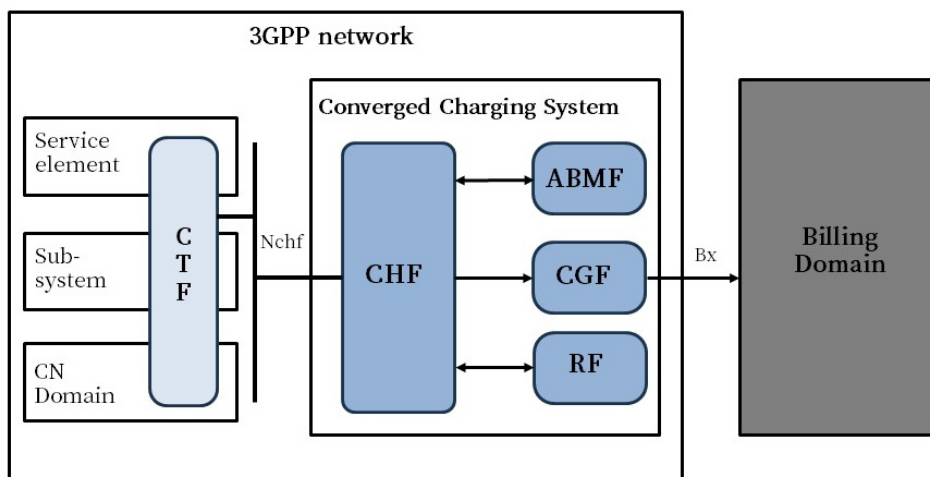 3GPP network
Converged Charging System
Service
element
Sub-
system
CN
Domain
C
T
F
Nchf
CHF
ABMF
CGF
RF
Bx
Billing
Domain